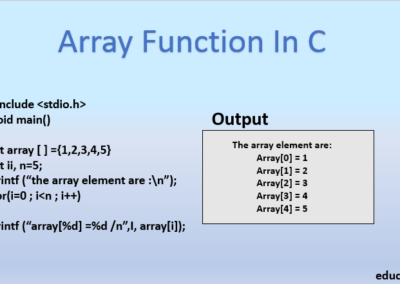 Array Function In C
nclude <stdio.h>
oid main()
t array [ ] ={1,2,3,4,5}
t ii, n=5;
rintf (“the array element are :\n”);
or(i=0 ; i<n ; i++)
rintf (“array[%d] =%d /n”,I, array[i]);
Output
The array element are:
Array[0] = 1
Array[1] = 2
Array[2] = 3
Array[3] = 4
Array[4] = 5
educ